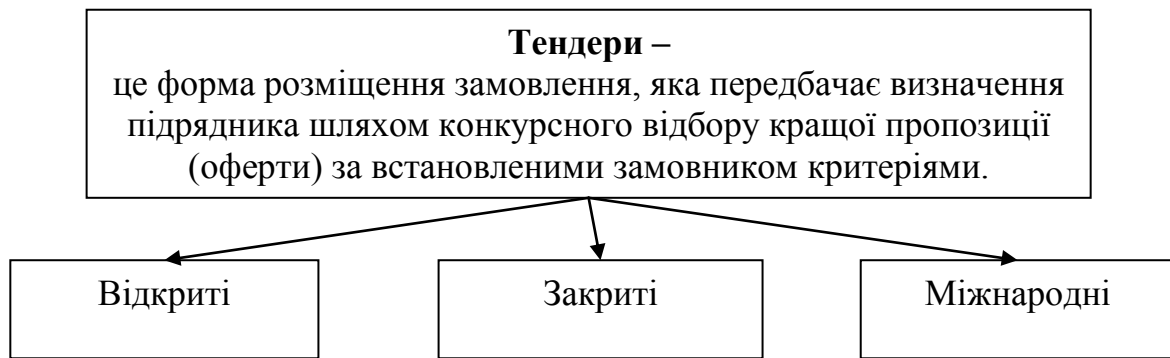 Тендери –
це форма розміщення замовлення, яка передбачає визначення
підрядника шляхом конкурсного відбору кращої пропозиції
(оферти) за встановленими замовником критеріями.
Відкриті
Закриті
Міжнародні